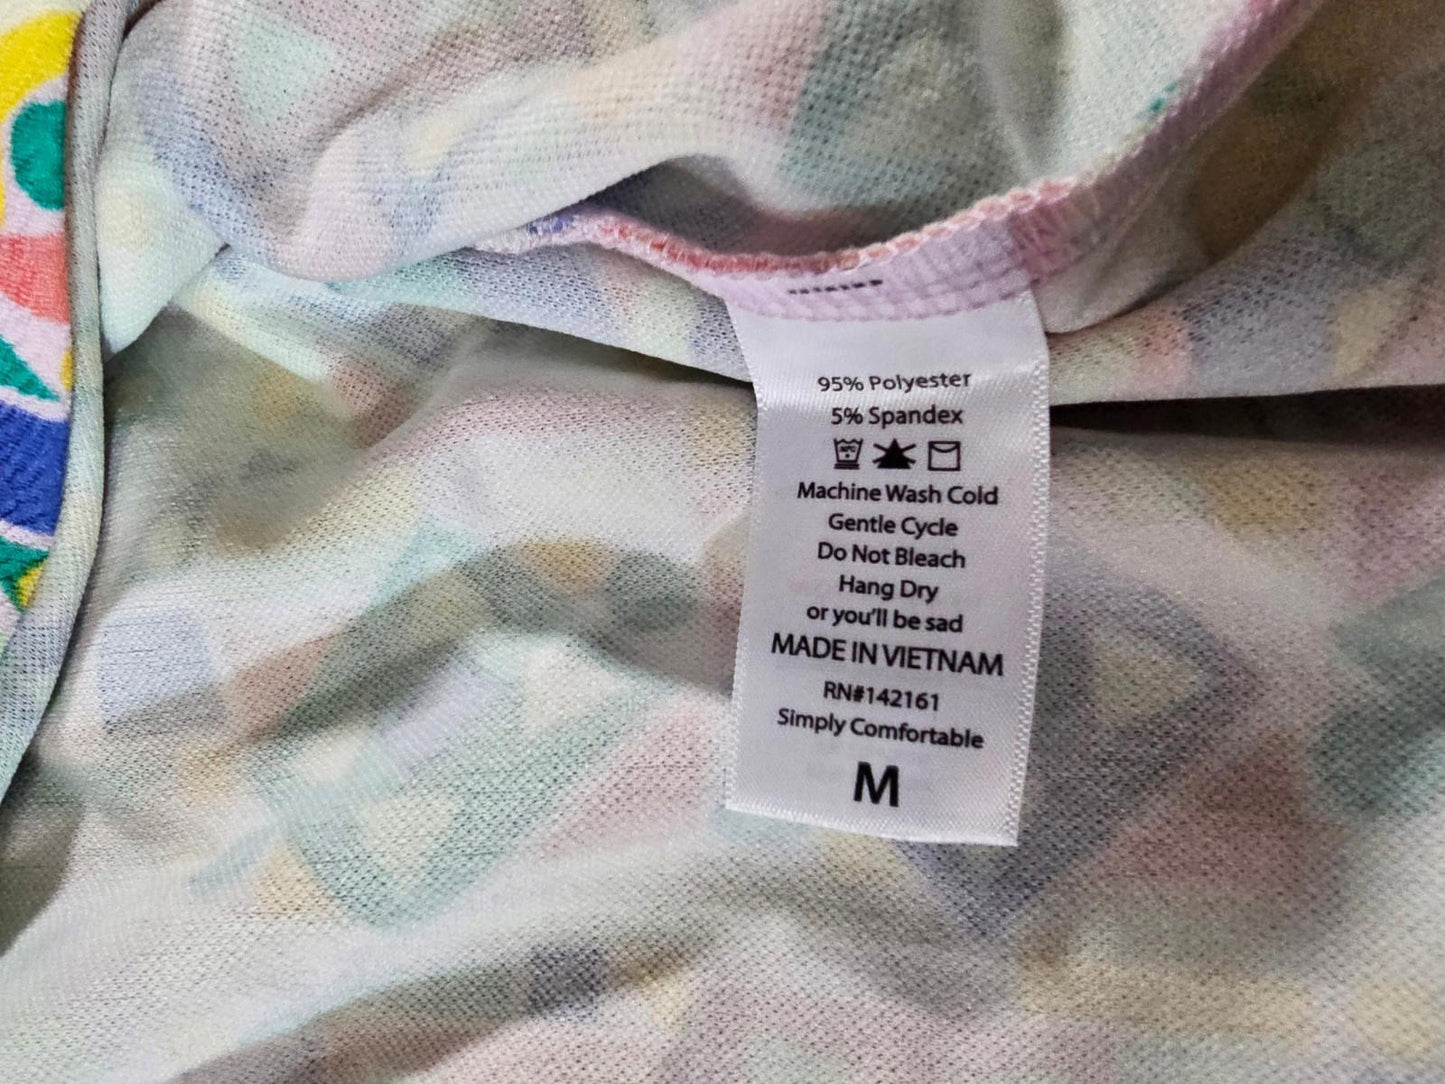 95% Polyester
5% Spandex
Machine Wash Cold
Gentle Cycle
Do Not Bleach
Hang Dry
or you'll be sad
MADE IN VIETNAM
RN#142161
Simply Comfortable
M